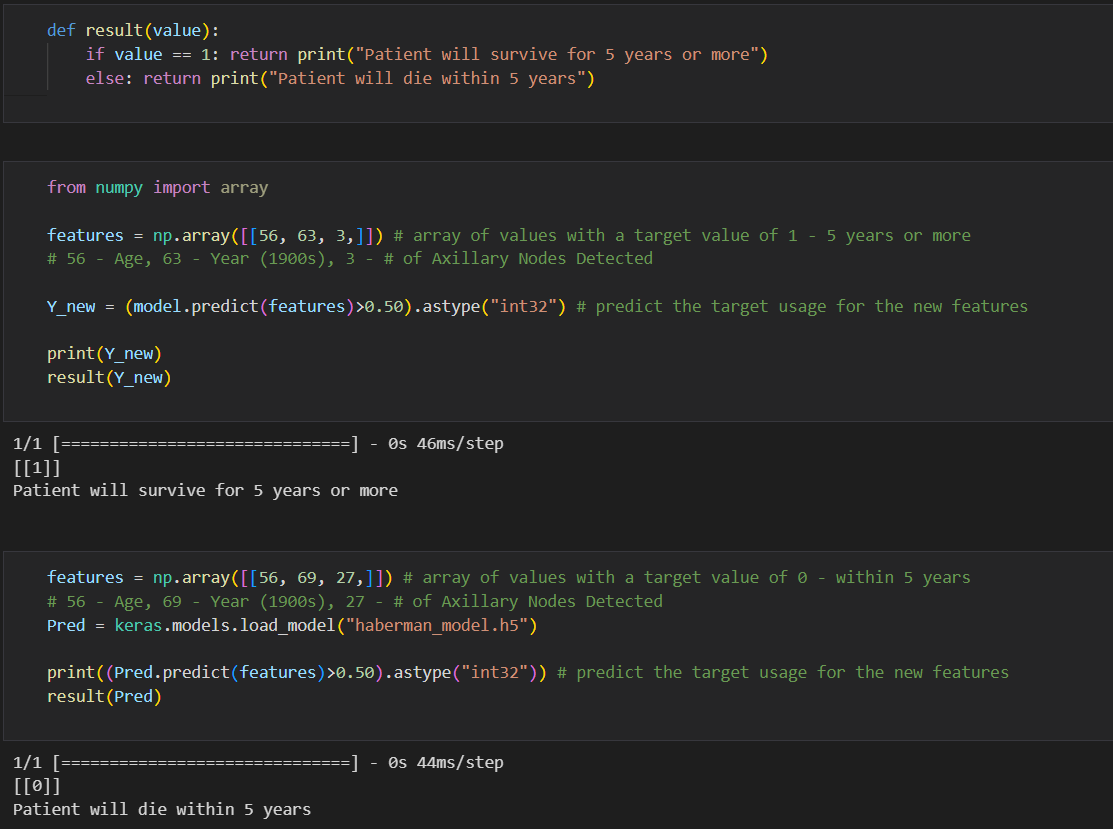 def result(value):
    if value == 1: return print("Patient will survive for 5 years or more")
    else: return print("Patient will die within 5 years")
from numpy import array
features = np.array([[56, 63, 3,]]) # array of values with a target value of 1 - 5 years or more
# 56 - Age, 63 - Year (1900s), 3 - # of Axillary Nodes Detected
Y_new = (model.predict(features)>0.50).astype("int32") # predict the target usage for the new features
print(Y_new)
result(Y_new)
1/1 [==============================] - 0s 46ms/step
[[1]]
Patient will survive for 5 years or more
features = np.array([[56, 69, 27,]]) # array of values with a target value of 0 - within 5 years
# 56 - Age, 69 - Year (1900s), 27 - # of Axillary Nodes Detected
Pred = keras.models.load_model("haberman_model.h5")
print((Pred.predict(features)>0.50).astype("int32")) # predict the target usage for the new features
result(Pred)
1/1 [==============================] - 0s 44ms/step
[[0]]
Patient will die within 5 years